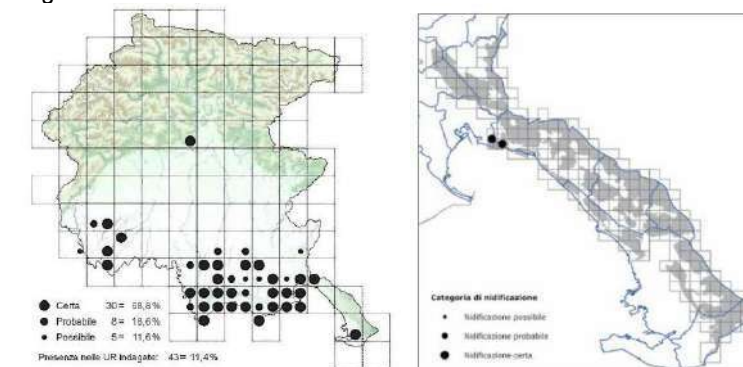 Certa 30= 69,8%
Probabile 8= 18,6%
Possibile 5= 11,6%
Presenza nelle UR indagate: 43= 11,4%
Categoria di nidificazione
Nidificazione possibile
Nidificazione probabile
Nidificazione certa